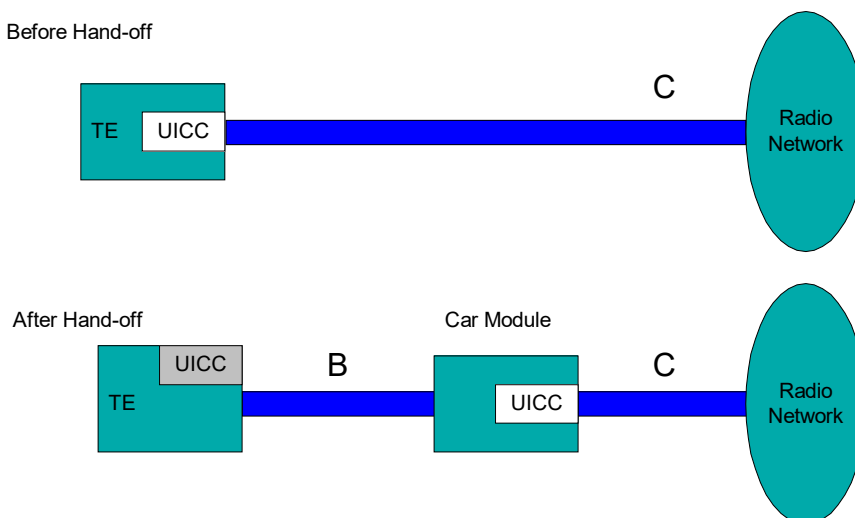 Before Hand-off
C
TE
UICC
Radio
Network
After Hand-off
Car Module
UICC
B
C
TE
UICC
Radio
Network